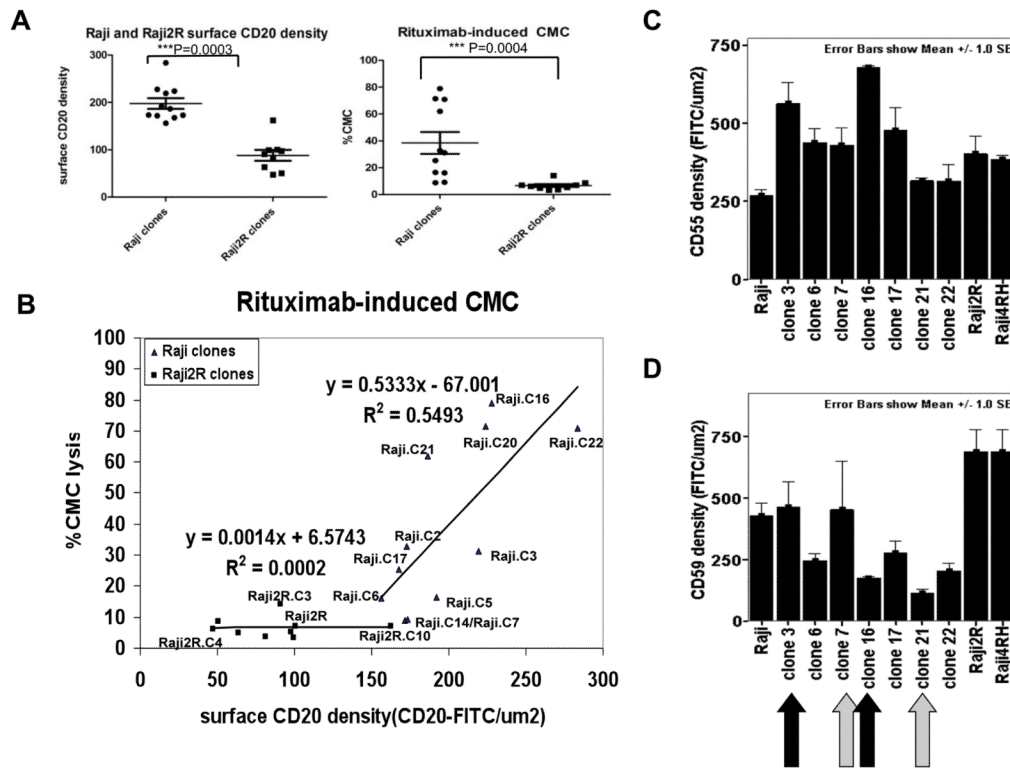 A
Raji and Raji2R surface CD20 density
***P=0.0003
surface CD20 density
300
200
100
0
Raji clones
Raji2R clones
Rituximab-induced CMC
*** P=0.0004
%CMC
100
80
60
40
20
0
Raji clones
Raji2R clones
B
Rituximab-induced CMC
Raji clones
Raji2R clones
%CMC lysis
100
90
80
70
60
50
40
30
20
10
0
y = 0.5333x - 67.001
R2 = 0.5493
Raji.C16
Raji.C20
Raji.C22
Raji.C21
y = 0.0014x + 6.5743
R2 = 0.0002
Raji.C2
Raji.C17
Raji.C3
Raji.C6
Raji.C5
Raji2R.C3
Raji2R
Raji.C14/Raji.C7
Raji2R.C10
Raji2R.C4
0 50 100 150 200 250 300
surface CD20 density(CD20-FITC/um2)
C
Error Bars show Mean +/- 1.0 SE
CD55 density (FITC/um2)
750
500
250
0
Raji
clone 3
clone 6
clone 7
clone 16
clone 17
clone 21
clone 22
Raji2R
Raji4RH
D
Error Bars show Mean +/- 1.0 SE
CD59 density (FITC/um2)
750
500
250
0
Raji
clone 3
clone 6
clone 7
clone 16
clone 17
clone 21
clone 22
Raji2R
Raji4RH